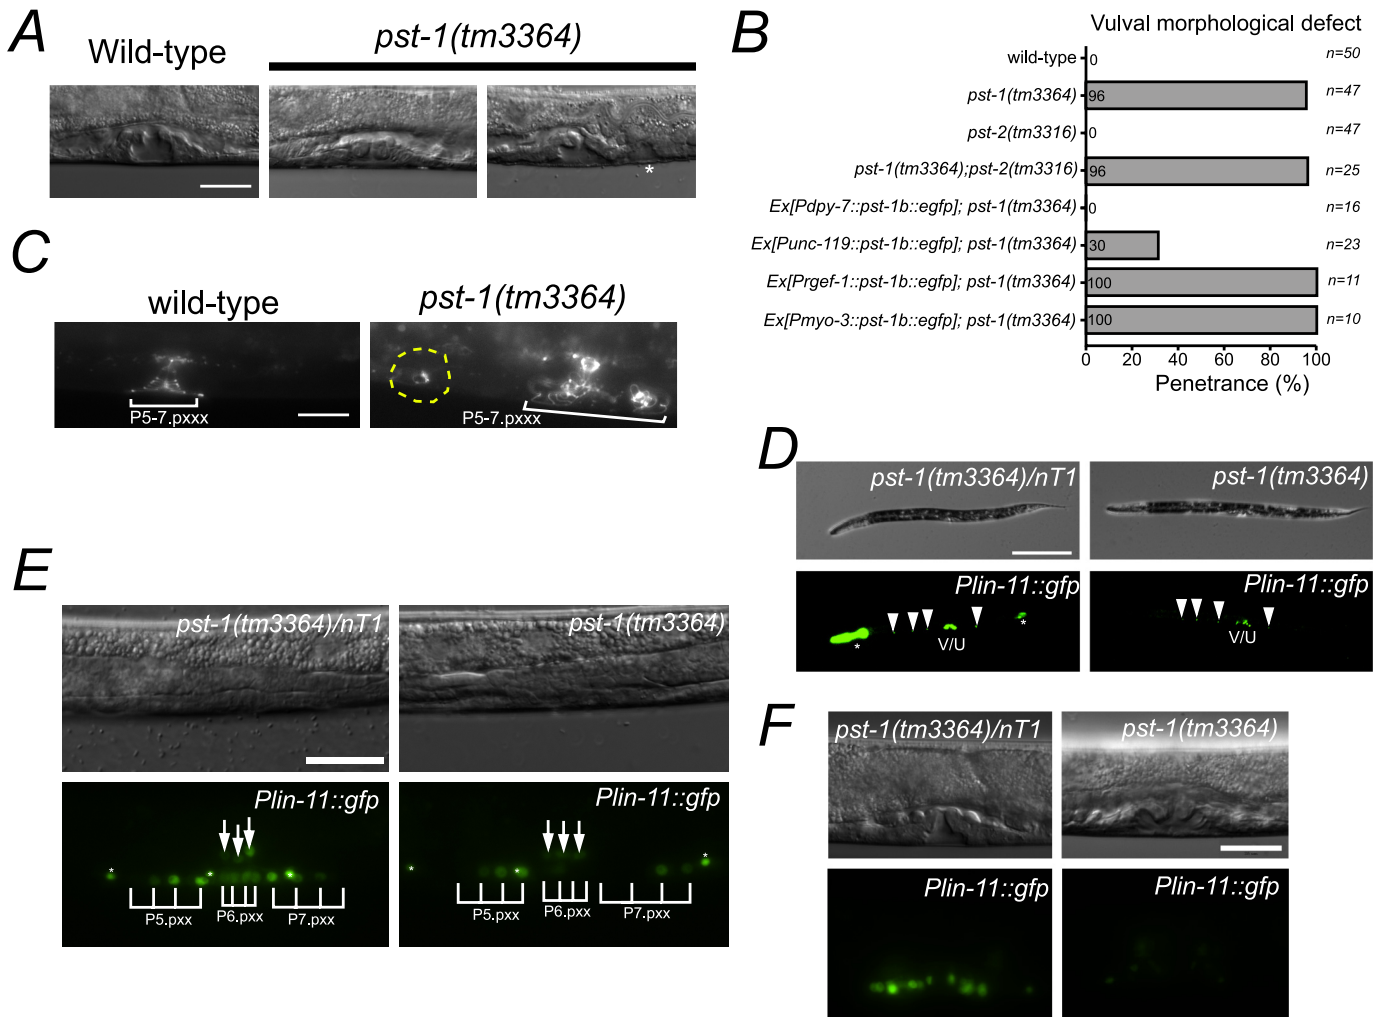 A
Wild-type
pst-1(tm3364)
*
B
Vulval morphological defect
wild-type
0
n=50
pst-1(tm3364)
96
n=47
pst-2(tm3316)
0
n=47
pst-1(tm3364);pst-2(tm3316)
96
n=25
Ex[Pdpy-7::pst-1b::egfp]; pst-1(tm3364)
0
n=16
Ex[Punc-119::pst-1b::egfp]; pst-1(tm3364)
30
n=23
Ex[Prgef-1::pst-1b::egfp]; pst-1(tm3364)
100
n=11
Ex[Pmyo-3::pst-1b::egfp]; pst-1(tm3364)
100
n=10
0 20 40 60 80 100
Penetrance (%)
C
wild-type
pst-1(tm3364)
P5-7.pxxx
P5-7.pxxx
D
pst-1(tm3364)/nT1
pst-1(tm3364)
Plin-11::gfp
* V/U *
Plin-11::gfp
V/U
E
pst-1(tm3364)/nT1
pst-1(tm3364)
Plin-11::gfp
* * *
P5.pxx P6.pxx P7.pxx
Plin-11::gfp
* * *
P5.pxx P6.pxx P7.pxx
F
pst-1(tm3364)/nT1
pst-1(tm3364)
Plin-11::gfp
Plin-11::gfp